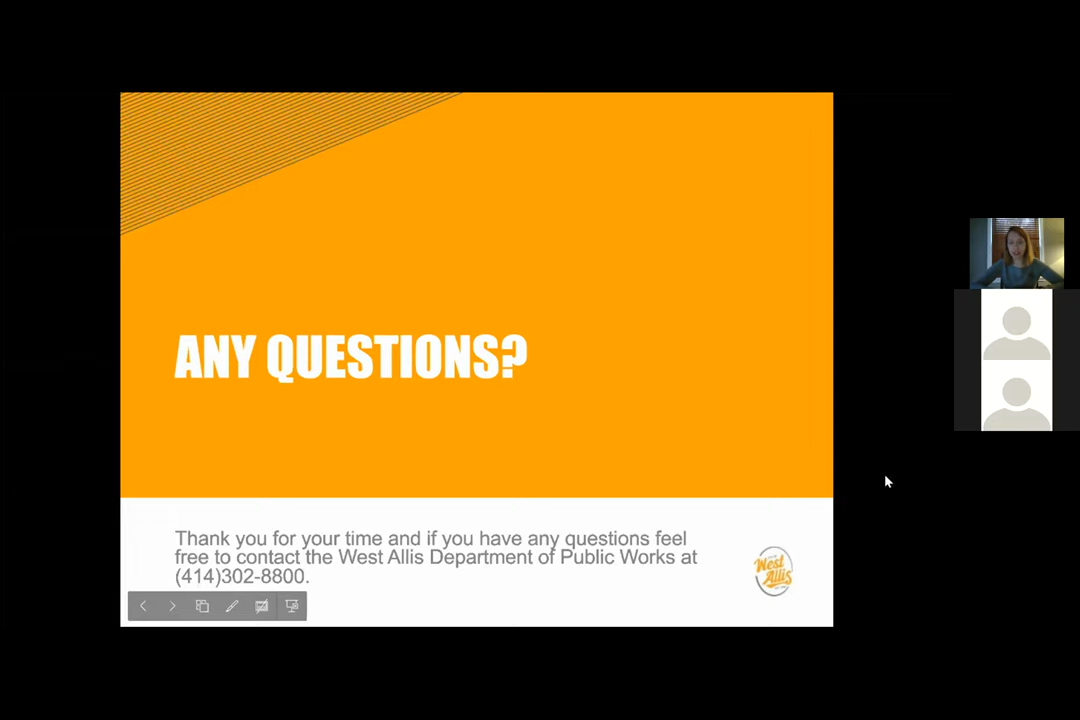 ANY QUESTIONS?
Thank you for your time and if you have any questions feel
free to contact the West Allis Department of Public Works at
(414)302-8800.
West
Allis